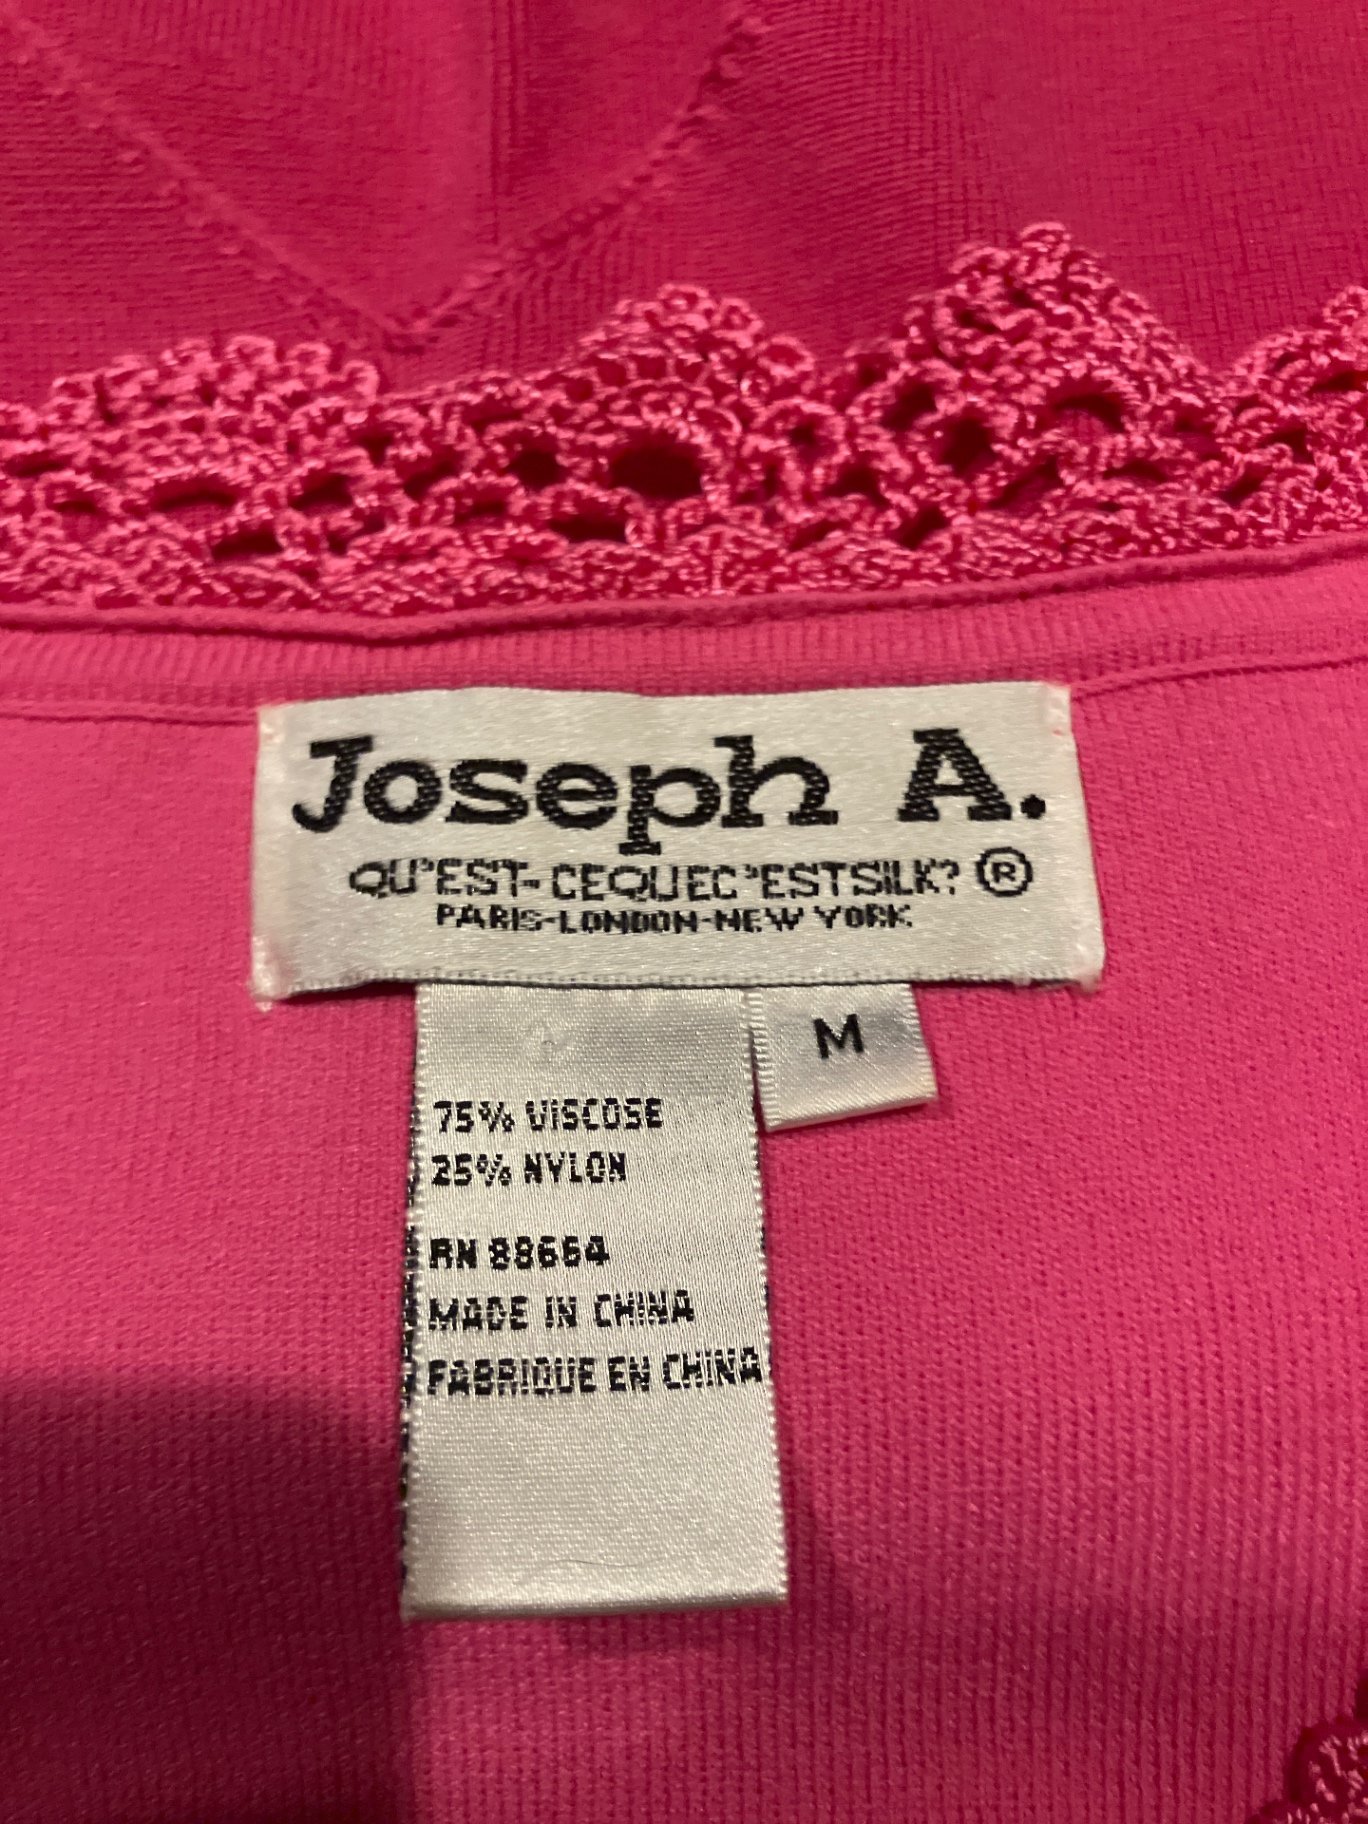 Joseph A.
QU'EST-CEQUEC'ESTSILK? ®
PARIS-LONDON-NEW YORK
M
75% VISCOSE
25% NYLON
RN 88664
MADE IN CHINA
FABRIQUE EN CHINA